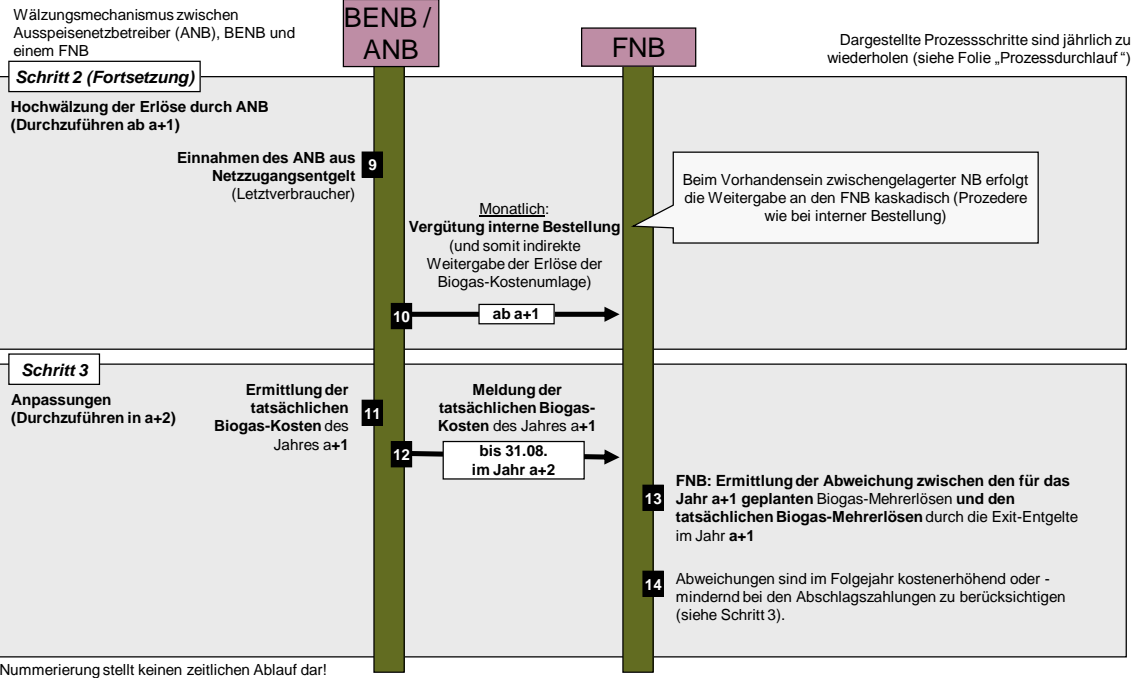 Wälzungsmechanismus zwischen
Ausspeisenetzbetreiber (ANB), BENB und
einem FNB
BENB /
ANB
FNB
Dargestellte Prozessschritte sind jährlich zu
wiederholen (siehe Folie „Prozessdurchlauf“)
Schritt 2 (Fortsetzung)
Hochwälzung der Erlöse durch ANB
(Durchzuführen ab a+1)
Einnahmen des ANB aus
Netzzugangsentgelt
(Letztverbraucher)
9
Monatlich:
Vergütung interne Bestellung
(und somit indirekte
Weitergabe der Erlöse der
Biogas-Kostenumlage)
Beim Vorhandensein zwischengelagerter NB erfolgt
die Weitergabe an den FNB kaskadisch (Prozedere
wie bei interner Bestellung)
10
ab a+1
Schritt 3
Anpassungen
(Durchzuführen in a+2)
Ermittlung der
tatsächlichen
Biogas-Kosten des
Jahres a+1
11
Meldung der
tatsächlichen Biogas-
Kosten des Jahres a+1
12
bis 31.08.
im Jahr a+2
13
FNB: Ermittlung der Abweichung zwischen den für das
Jahr a+1 geplanten Biogas-Mehrerlösen und den
tatsächlichen Biogas-Mehrerlösen durch die Exit-Entgelte
im Jahr a+1
14
Abweichungen sind im Folgejahr kostenerhöhend oder -
mindernd bei den Abschlagszahlungen zu berücksichtigen
(siehe Schritt 3).
Nummerierung stellt keinen zeitlichen Ablauf dar!